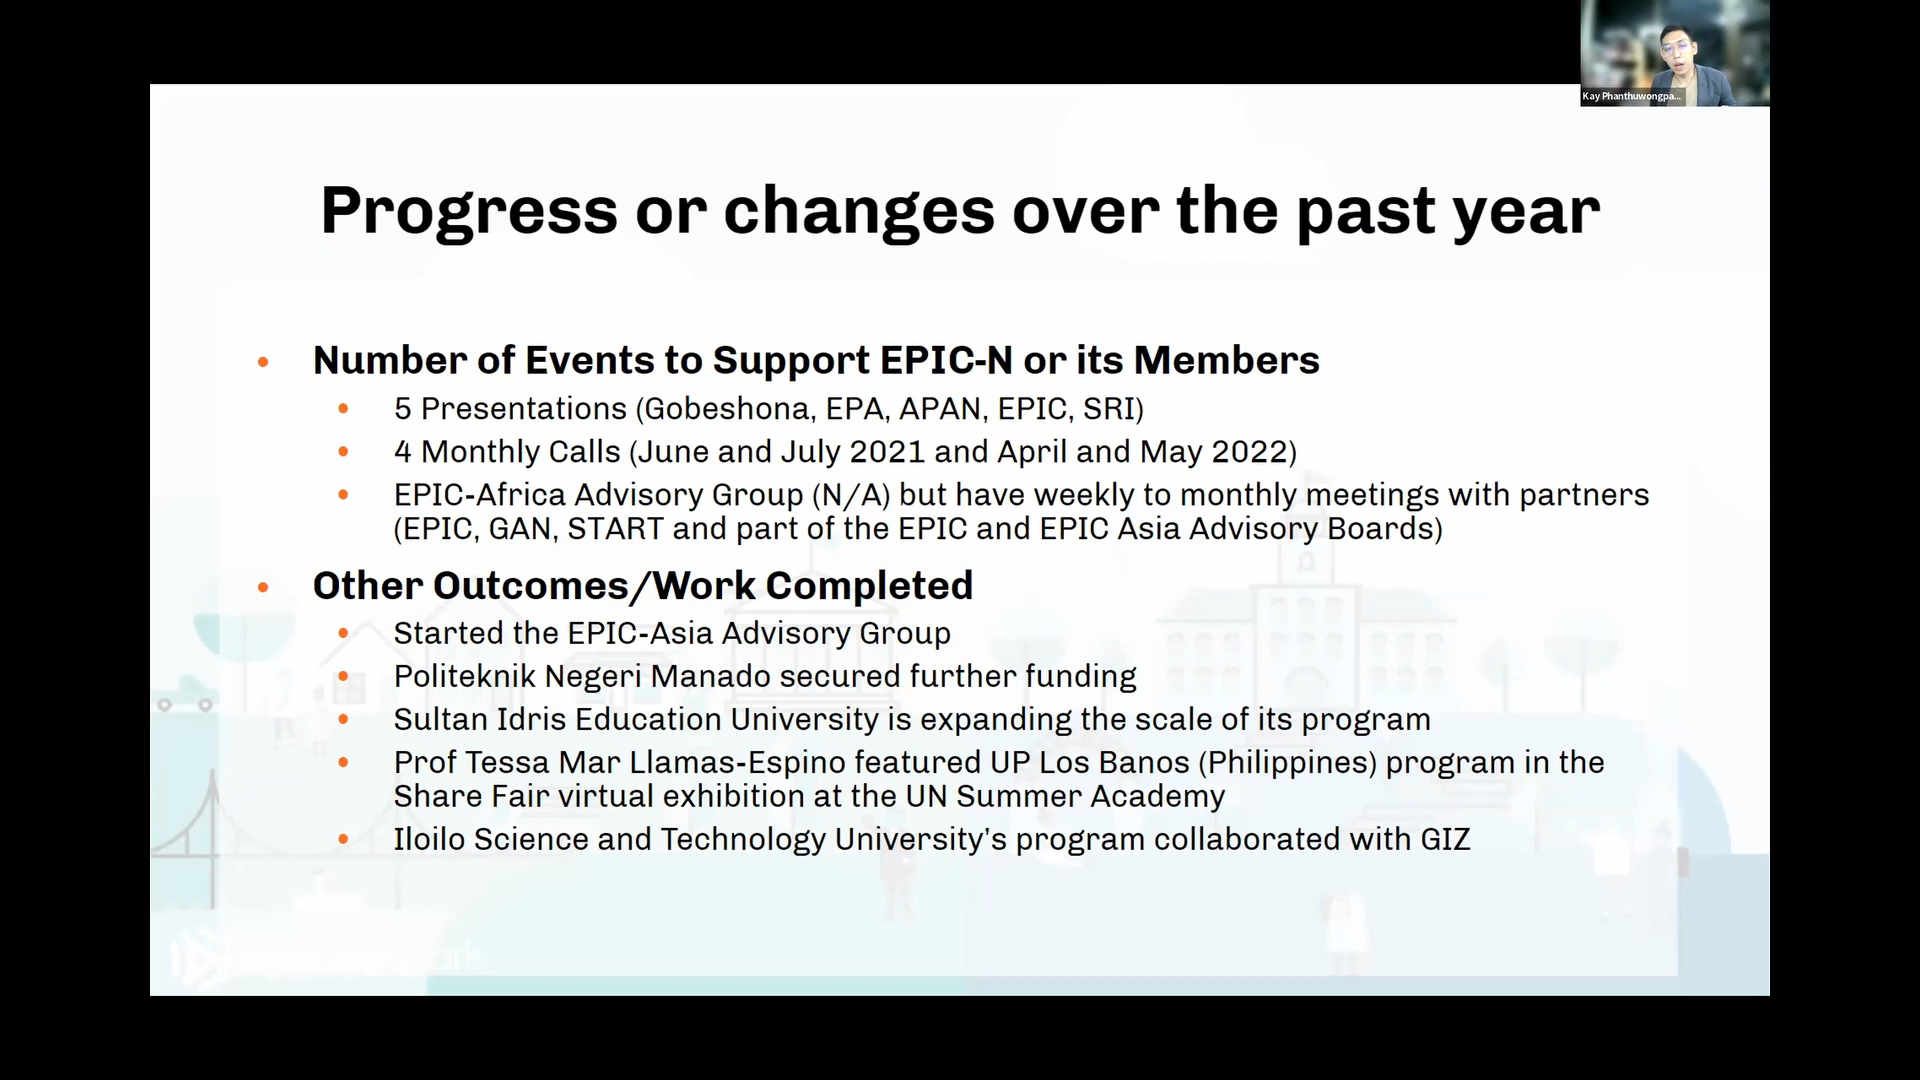 Kay Phanthuwongpa...
Progress or changes over the past year
• Number of Events to Support EPIC-N or its Members
• 5 Presentations (Gobeshona, EPA, APAN, EPIC, SRI)
• 4 Monthly Calls (June and July 2021 and April and May 2022)
• EPIC-Africa Advisory Group (N/A) but have weekly to monthly meetings with partners
(EPIC, GAN, START and part of the EPIC and EPIC Asia Advisory Boards)
• Other Outcomes/Work Completed
• Started the EPIC-Asia Advisory Group
• Politeknik Negeri Manado secured further funding
• Sultan Idris Education University is expanding the scale of its program
• Prof Tessa Mar Llamas-Espino featured UP Los Banos (Philippines) program in the
Share Fair virtual exhibition at the UN Summer Academy
• Iloilo Science and Technology University’s program collaborated with GIZ